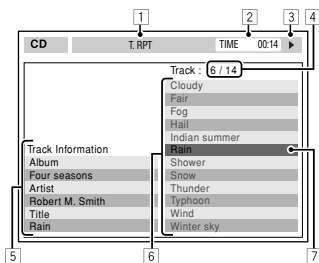 1 2 3 4
CD T. RPT TIME 00:14
Track : 6 / 14
Cloudy
Fair
Fog
Hail
Indian summer
Rain
Shower
Snow
Thunder
Typhoon
Wind
Winter sky
Track Information
Album
Four seasons
Artist
Robert M. Smith
Title
Rain
5 6 7